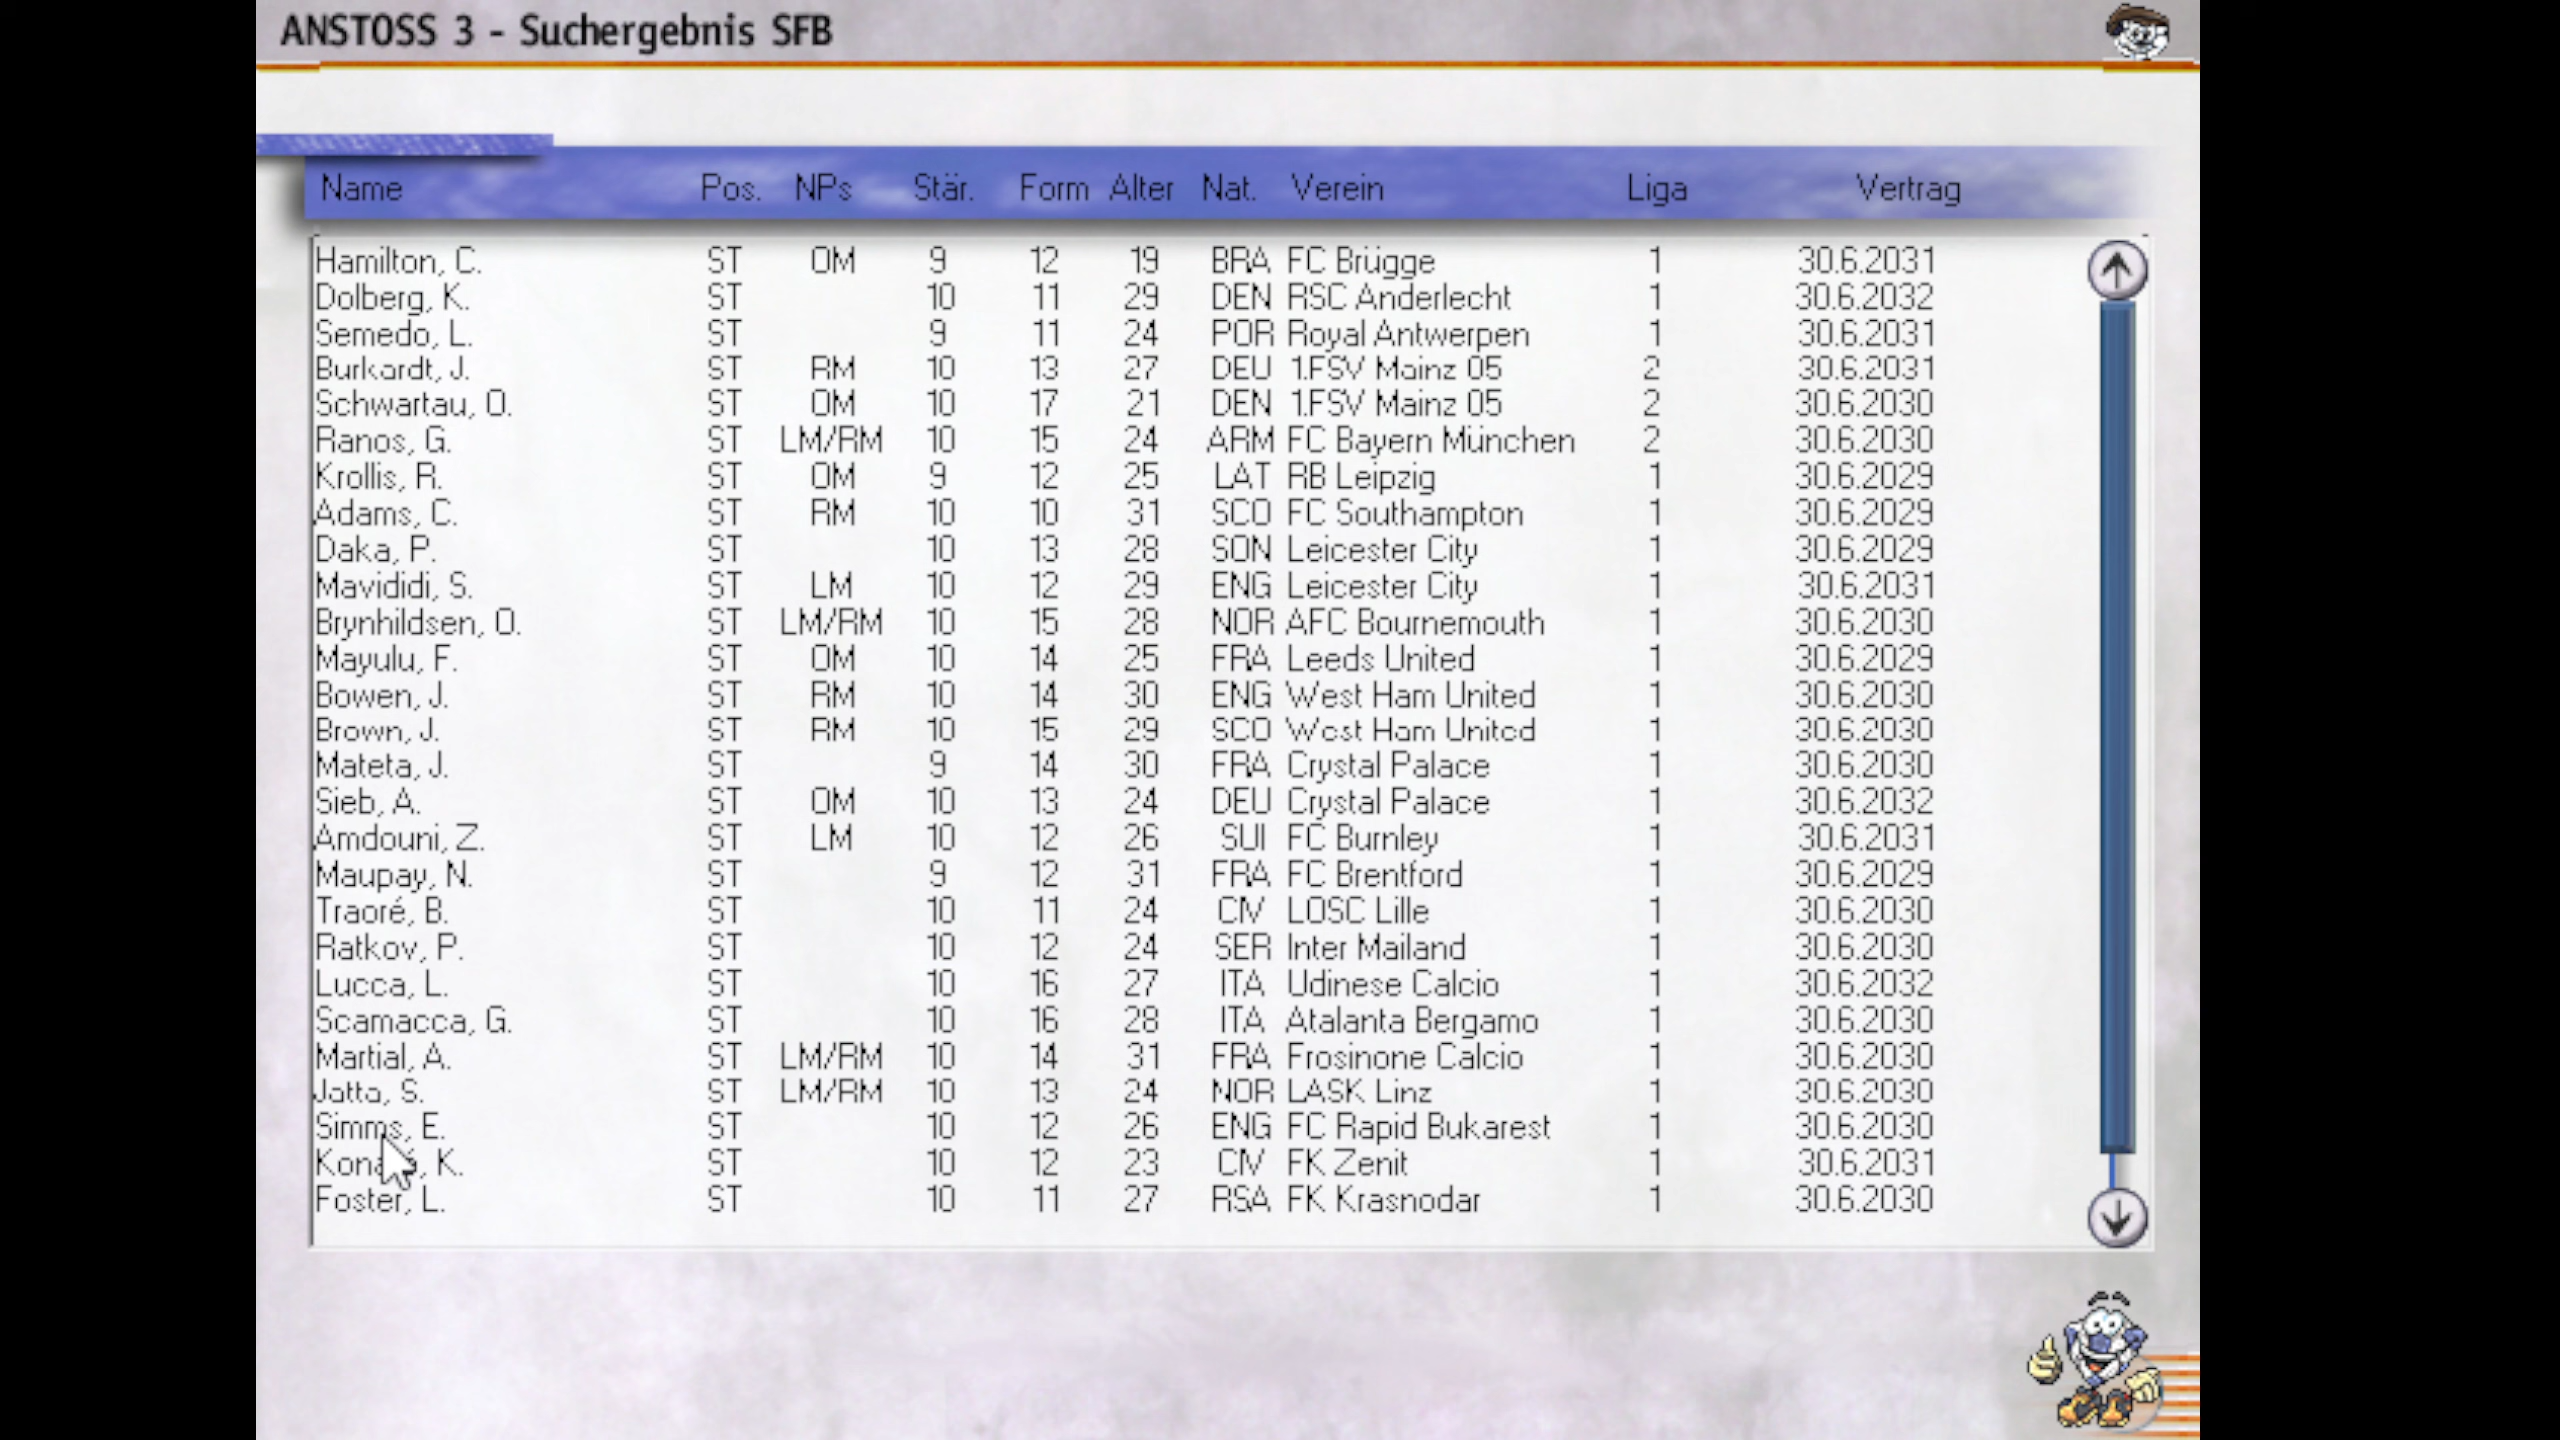 ANSTOSS 3 - Suchergebnis SFB
Name Pos. NPs Stär. Form Alter Nat. Verein Liga Vertrag
Hamilton, C. ST OM 9 12 19 BRA FC Brügge 1 30.6.2031
Dolberg, K. ST 10 11 29 DEN RSC Anderlecht 1 30.6.2032
Semedo, L. ST 9 11 24 POR Royal Antwerpen 1 30.6.2031
Burkardt, J. ST RM 10 13 27 DEU 1.FSV Mainz 05 2 30.6.2031
Schwartau, O. ST OM 10 17 21 DEN 1.FSV Mainz 05 2 30.6.2030
Ranos, G. ST LM/RM 10 15 24 ARM FC Bayern München 2 30.6.2030
Krollis, R. ST OM 9 12 25 LAT RB Leipzig 1 30.6.2029
Adams, C. ST RM 10 10 31 SCO FC Southampton 1 30.6.2029
Daka, P. ST 10 13 28 SON Leicester City 1 30.6.2029
Mavididi, S. ST LM 10 12 29 ENG Leicester City 1 30.6.2031
Brynhildsen, O. ST LM/RM 10 15 28 NOR AFC Bournemouth 1 30.6.2030
Mayulu, F. ST OM 10 14 25 FRA Leeds United 1 30.6.2029
Bowen, J. ST RM 10 14 30 ENG West Ham United 1 30.6.2030
Brown, J. ST RM 10 15 29 SCO West Ham United 1 30.6.2030
Mateta, J. ST 9 14 30 FRA Crystal Palace 1 30.6.2030
Sieb, A. ST OM 10 13 24 DEU Crystal Palace 1 30.6.2032
Amdouni, Z. ST LM 10 12 26 SUI FC Burnley 1 30.6.2031
Maupay, N. ST 9 12 31 FRA FC Brentford 1 30.6.2029
Traoré, B. ST 10 11 24 CIV LOSC Lille 1 30.6.2030
Ratkov, P. ST 10 12 24 SER Inter Mailand 1 30.6.2030
Lucca, L. ST 10 16 27 ITA Udinese Calcio 1 30.6.2032
Scamacca, G. ST 10 16 28 ITA Atalanta Bergamo 1 30.6.2030
Martial, A. ST LM/RM 10 14 31 FRA Frosinone Calcio 1 30.6.2030
Jatta, S. ST LM/RM 10 13 24 NOR LASK Linz 1 30.6.2030
Simms, E. ST 10 12 26 ENG FC Rapid Bukarest 1 30.6.2030
K. ST 10 12 23 CIV FK Zenit 1 30.6.2031
Foster, L. ST 10 11 27 RSA FK Krasnodar 1 30.6.2030